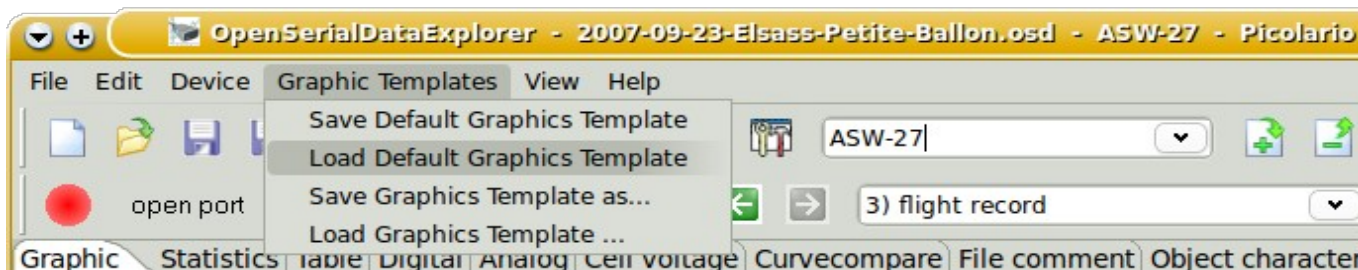 OpenSerialDataExplorer - 2007-09-23-Elsass-Petite-Ballon.osd - ASW-27 - Picolario
File Edit Device Graphic Templates View Help
Save Default Graphics Template
ASW-27
Load Default Graphics Template
Save Graphics Template as...
open port
3) flight record
Load Graphics Template ...
Graphic Statistics Table Digital Analog Cell Voltage Curvecompare File comment Object character